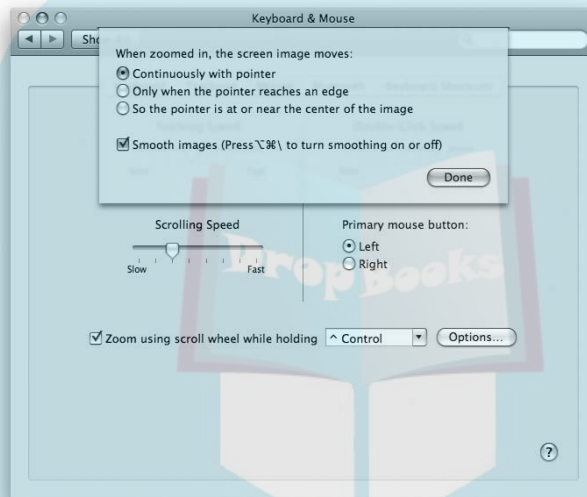 Keyboard & Mouse
Sho
When zoomed in, the screen image moves:
Continuously with pointer
Only when the pointer reaches an edge
So the pointer is at or near the center of the image
Smooth images (Press⌥⌘\ to turn smoothing on or off)
Done
Scrolling Speed
Slow Fast
Primary mouse button:
Left
Right
Drop Books
Zoom using scroll wheel while holding ^ Control Options...
?